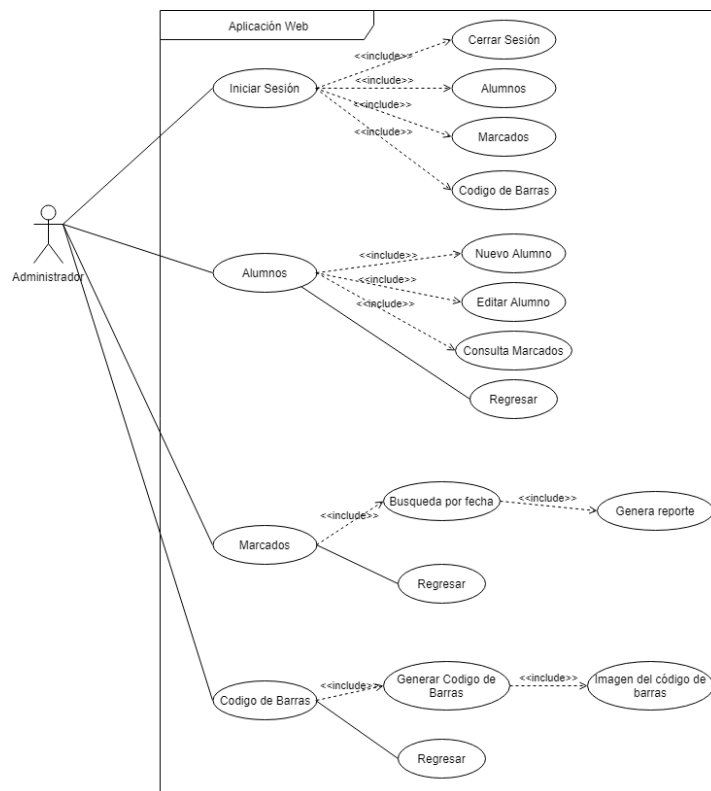 Aplicación Web
Cerrar Sesión
<<include>>
Iniciar Sesión
<<include>>
Alumnos
<<include>>
Marcados
<<include>>
Codigo de Barras
Administrador
Nuevo Alumno
<<include>>
Alumnos
<<include>>
Editar Alumno
<<include>>
Consulta Marcados
Regresar
Busqueda por fecha
<<include>>
Genera reporte
<<include>>
Marcados
Regresar
Generar Codigo de
Barras
<<include>>
Imagen del código de
barras
<<include>>
Codigo de Barras
Regresar